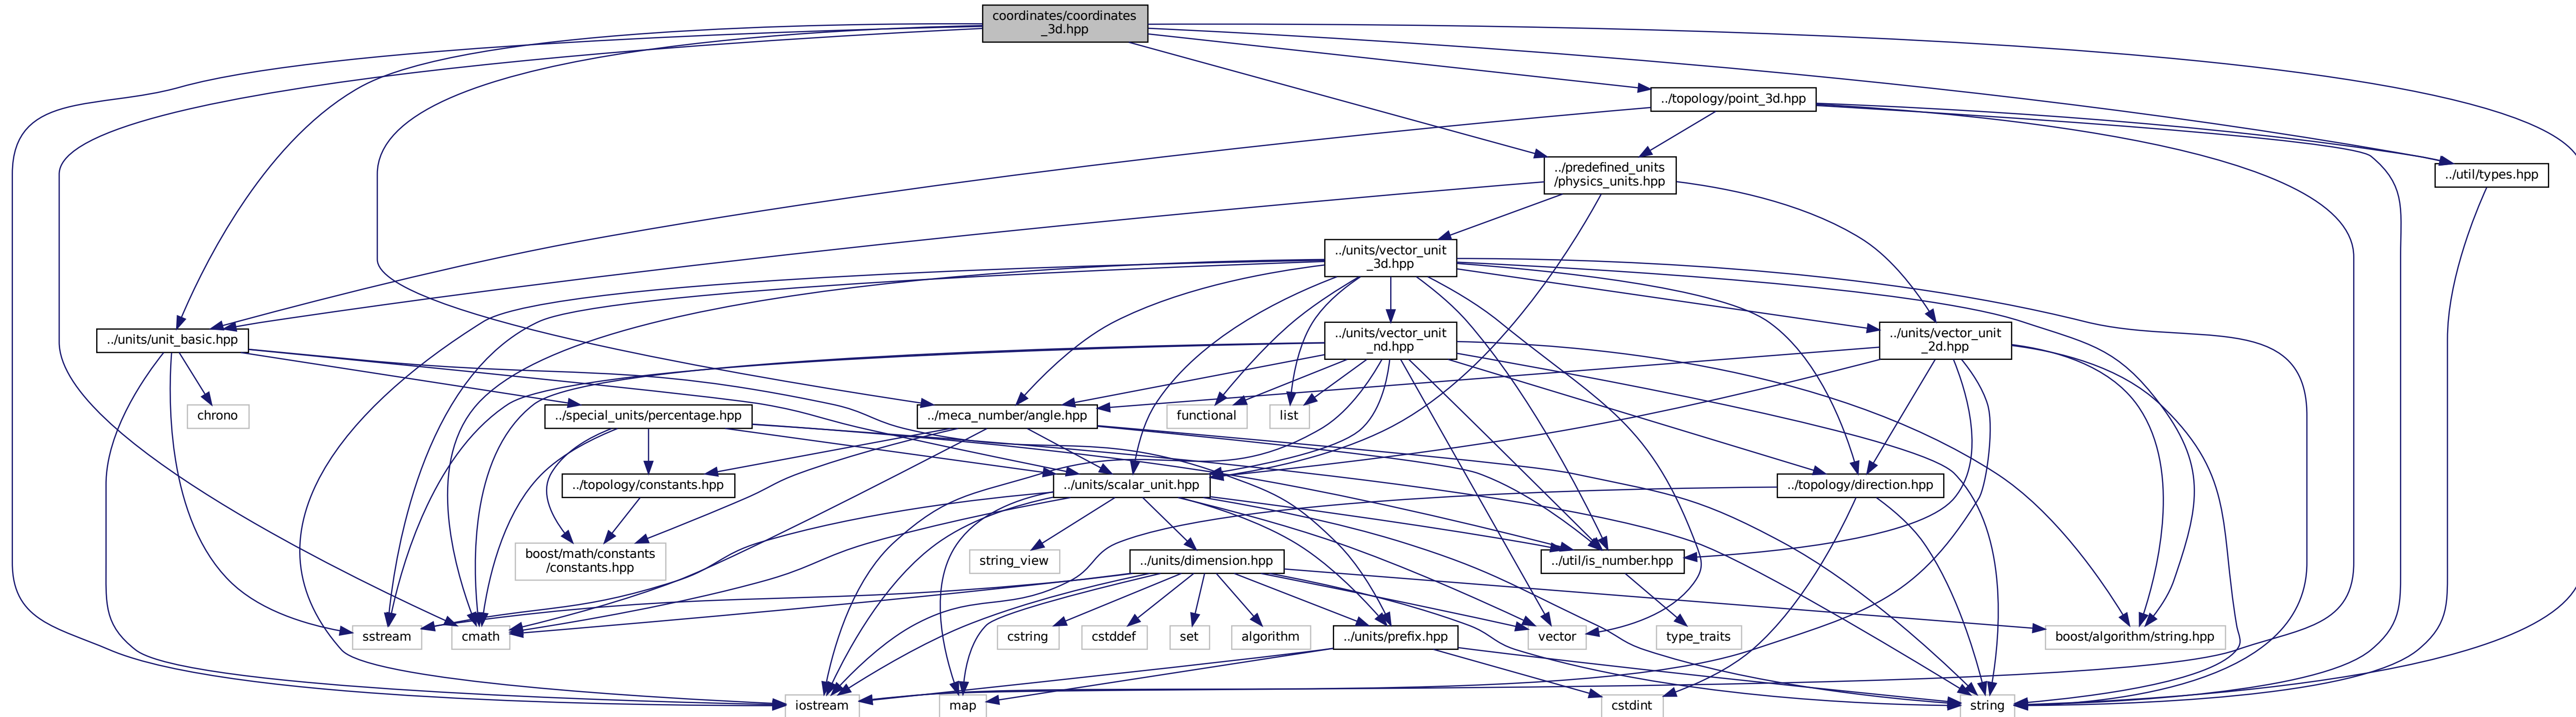 coordinates/coordinates
_3d.hpp
../topology/point_3d.hpp
../predefined_units
/physics_units.hpp
../util/types.hpp
../units/vector_unit
_3d.hpp
../units/unit_basic.hpp
../units/vector_unit
_nd.hpp
../units/vector_unit
_2d.hpp
chrono
../special_units/percentage.hpp
../meca_number/angle.hpp
functional
list
../topology/constants.hpp
../units/scalar_unit.hpp
../topology/direction.hpp
boost/math/constants
/constants.hpp
string_view
../units/dimension.hpp
../util/is_number.hpp
sstream
cmath
cstring
cstddef
set
algorithm
../units/prefix.hpp
vector
type_traits
boost/algorithm/string.hpp
iostream
map
cstdint
string